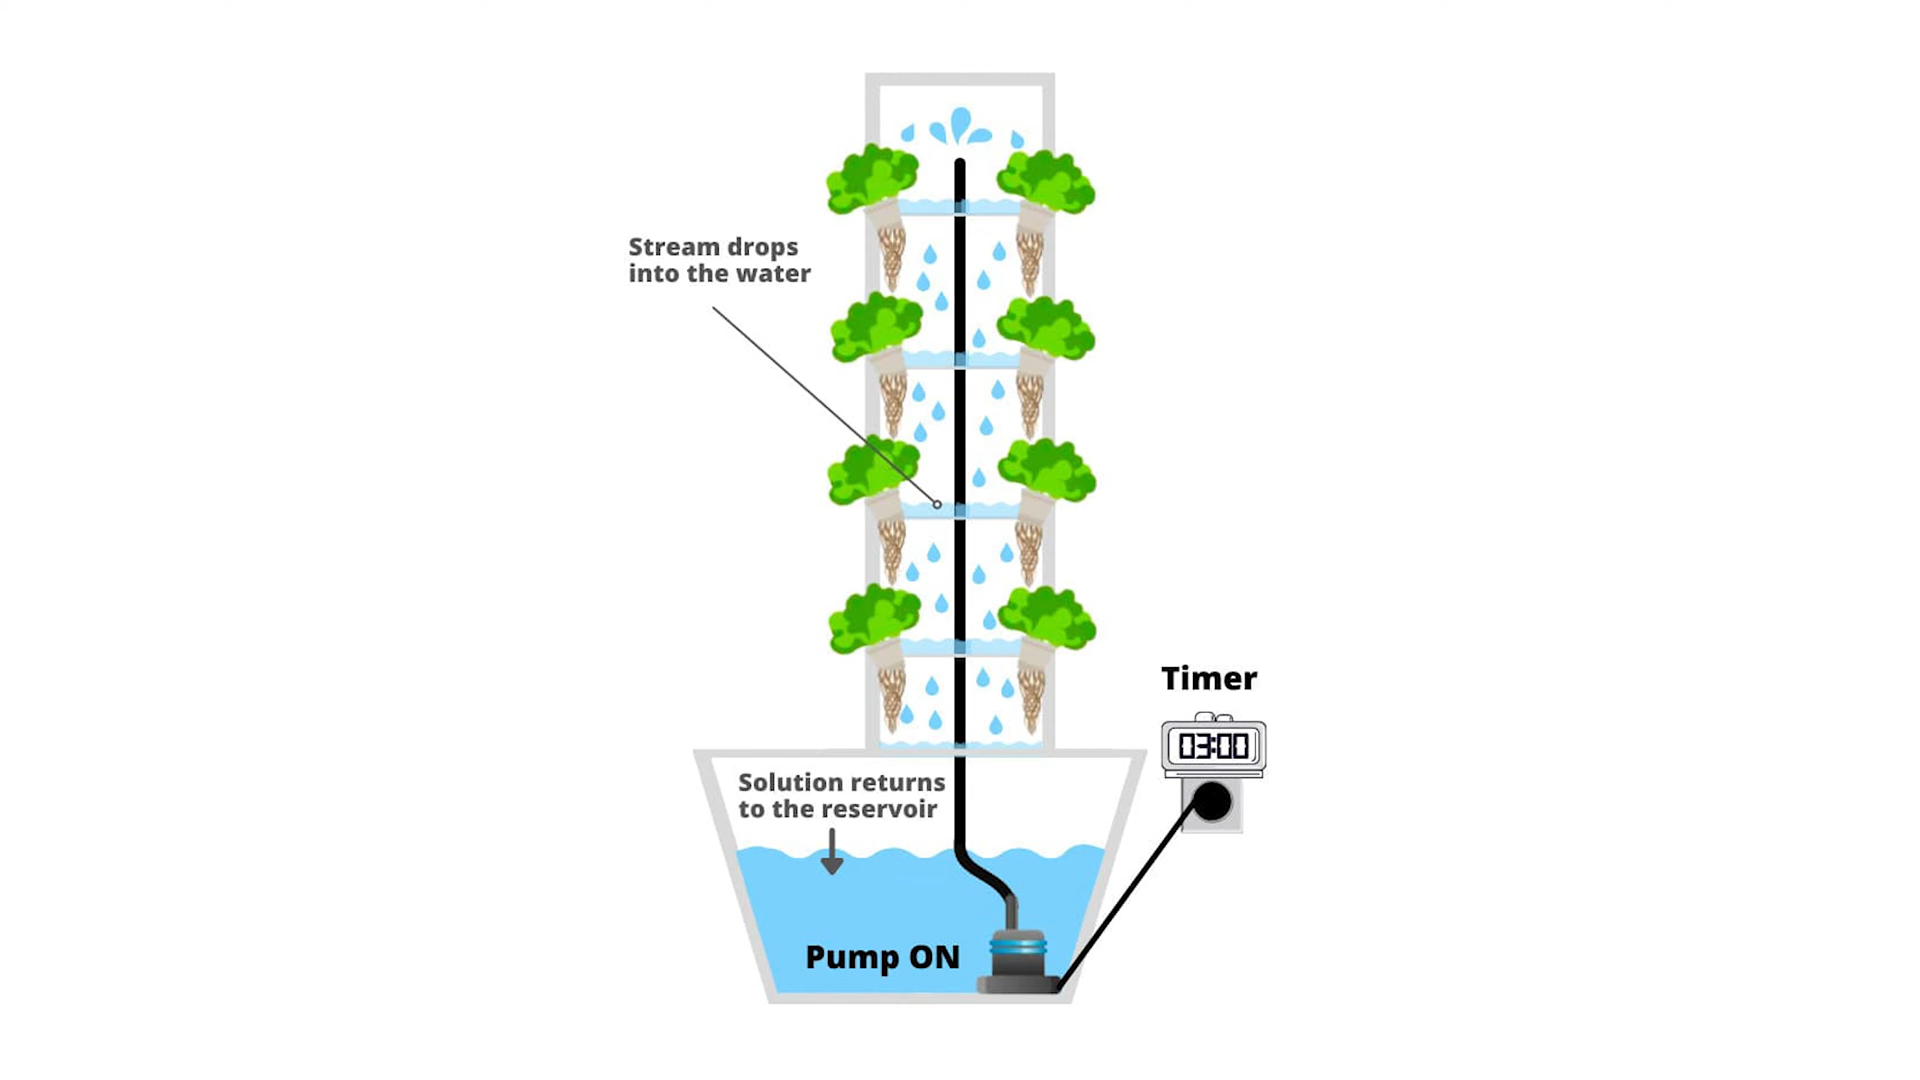 Stream drops
into the water
Timer
03:00
Solution returns
to the reservoir
Pump ON